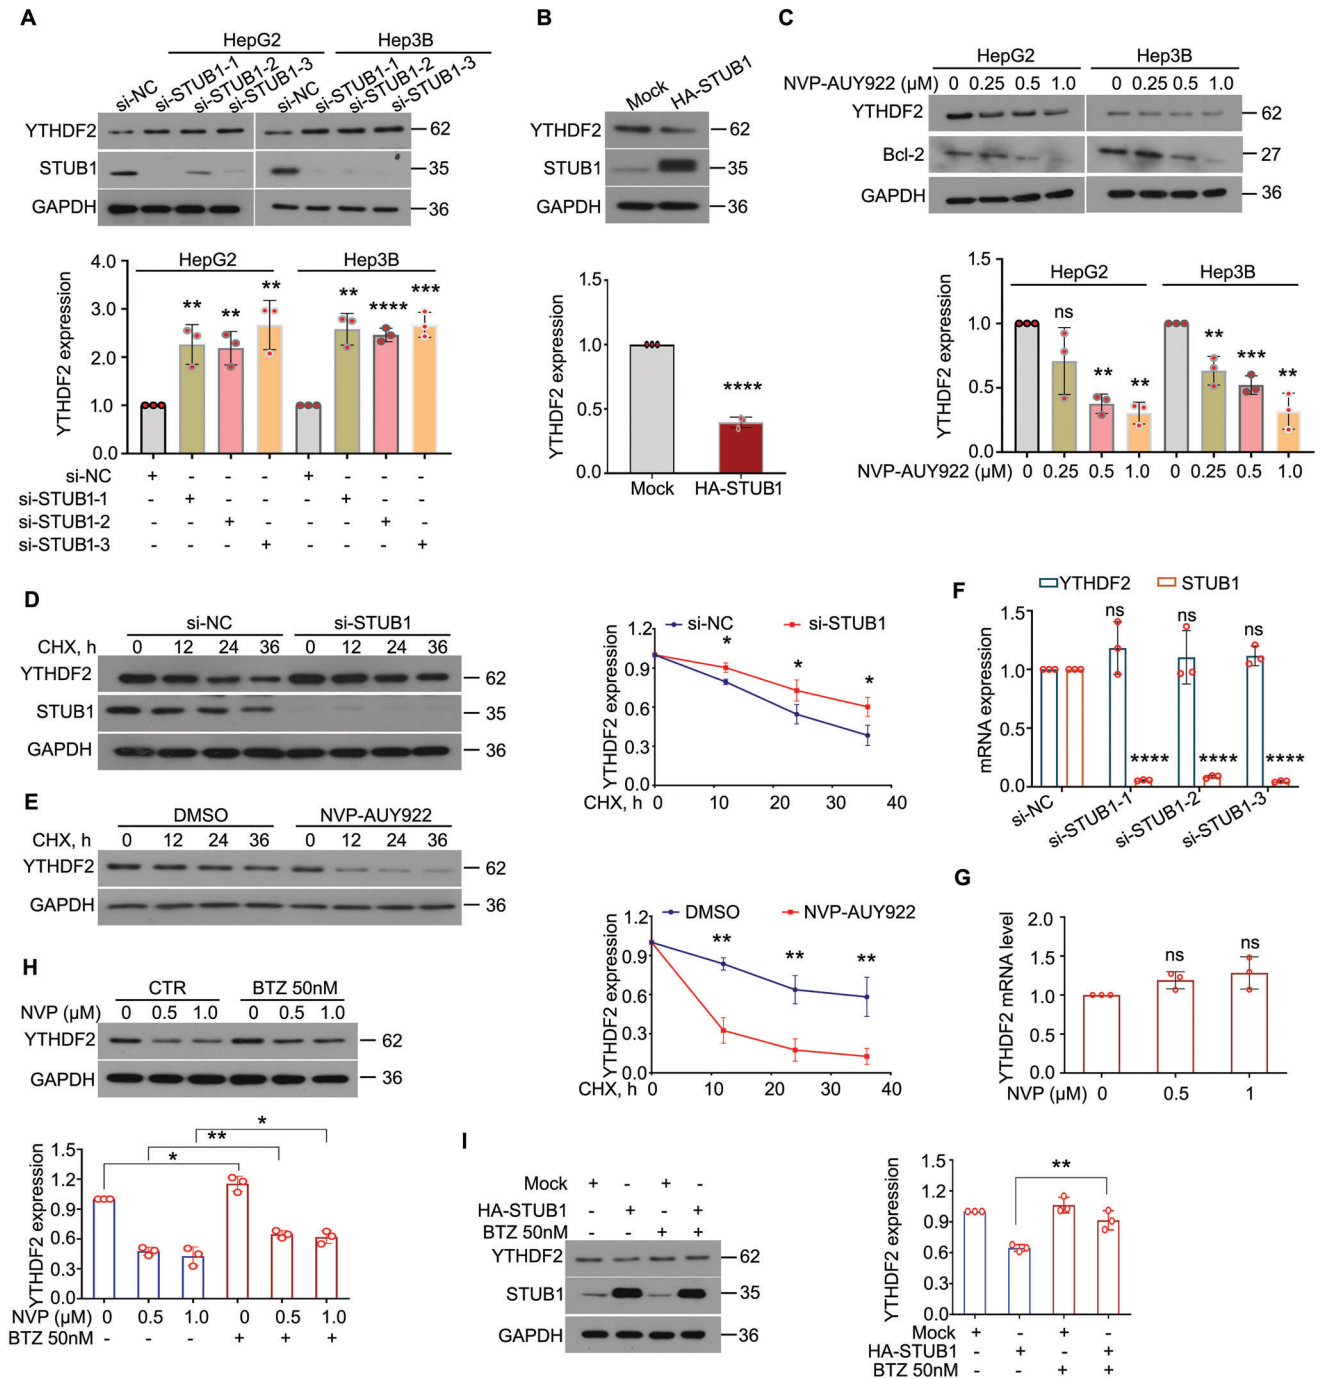 A
HepG2 Hep3B
si-NC si-STUB1-1 si-STUB1-2 si-STUB1-3 si-NC si-STUB1-1 si-STUB1-2 si-STUB1-3
YTHDF2 62
STUB1 35
GAPDH 36
HepG2 Hep3B
YTHDF2 expression
4.0
3.0
2.0
1.0
0.0
** ** ** ** **** ***
si-NC + - - - + - - -
si-STUB1-1 - + - - - + - -
si-STUB1-2 - - + - - - + -
si-STUB1-3 - - - + - - - +
B
Mock HA-STUB1
YTHDF2 62
STUB1 35
GAPDH 36
YTHDF2 expression
1.5
1.0
0.5
0.0
****
Mock HA-STUB1
C
HepG2 Hep3B
NVP-AUY922 (μM) 0 0.25 0.5 1.0 0 0.25 0.5 1.0
YTHDF2 62
Bcl-2 27
GAPDH 36
YTHDF2 expression
1.5
1.0
0.5
0.0
HepG2 Hep3B
ns ** ** ** *** **
NVP-AUY922 (μM) 0 0.25 0.5 1.0 0 0.25 0.5 1.0
D
si-NC si-STUB1
CHX, h 0 12 24 36 0 12 24 36
YTHDF2 62
STUB1 35
GAPDH 36
si-NC si-STUB1
YTHDF2 expression
1.2
0.9
0.6
0.3
0.0
* * *
CHX, h 0 10 20 30 40
E
DMSO NVP-AUY922
CHX, h 0 12 24 36 0 12 24 36
YTHDF2 62
GAPDH 36
DMSO NVP-AUY922
YTHDF2 expression
1.2
0.9
0.6
0.3
0.0
** ** **
CHX, h 0 10 20 30 40
F
YTHDF2 STUB1
mRNA expression
1.5
1.0
0.5
0.0
ns ns ns
**** **** ****
si-NC si-STUB1-1 si-STUB1-2 si-STUB1-3
G
YTHDF2 mRNA level
2.0
1.5
1.0
0.5
0.0
ns ns
NVP (μM) 0 0.5 1
H
CTR BTZ 50nM
NVP (μM) 0 0.5 1.0 0 0.5 1.0
YTHDF2 62
GAPDH 36
YTHDF2 expression
1.5
1.2
0.9
0.6
0.3
0.0
* ** *
NVP (μM) 0 0.5 1.0 0 0.5 1.0
BTZ 50nM - - - + + +
I
Mock + - + -
HA-STUB1 - + - +
BTZ 50nM - - + +
YTHDF2 62
STUB1 35
GAPDH 36
YTHDF2 expression
1.5
1.2
0.9
0.6
0.3
0.0
**
Mock + - + -
HA-STUB1 - + - +
BTZ 50nM - - + +